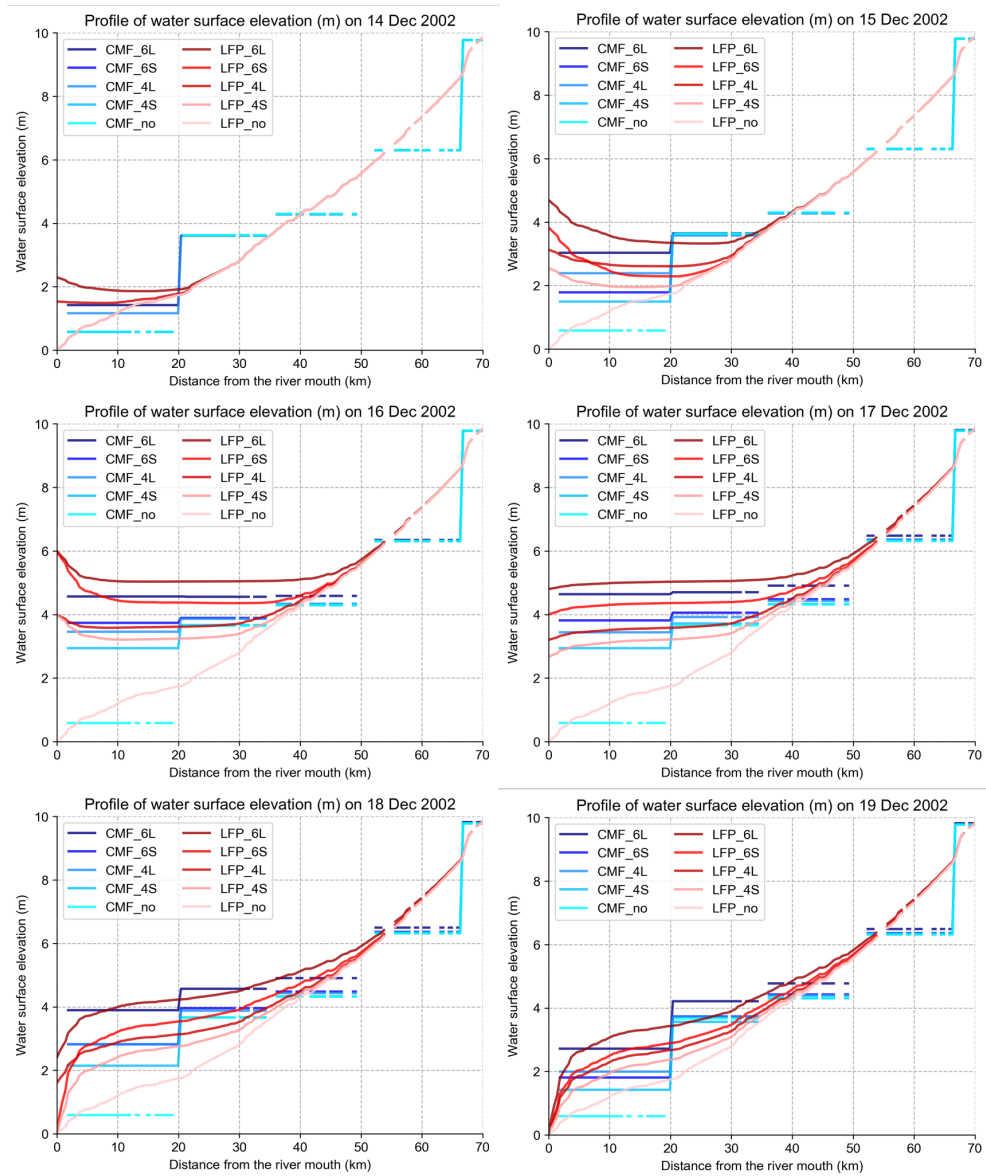 Profile of water surface elevation (m) on 14 Dec 2002
Water surface elevation (m)
10
8
6
4
2
0
CMF_6L LFP_6L
CMF_6S LFP_6S
CMF_4L LFP_4L
CMF_4S LFP_4S
CMF_no LFP_no
0 10 20 30 40 50 60 70
Distance from the river mouth (km)
Profile of water surface elevation (m) on 15 Dec 2002
Water surface elevation (m)
10
8
6
4
2
0
CMF_6L LFP_6L
CMF_6S LFP_6S
CMF_4L LFP_4L
CMF_4S LFP_4S
CMF_no LFP_no
0 10 20 30 40 50 60 70
Distance from the river mouth (km)
Profile of water surface elevation (m) on 16 Dec 2002
Water surface elevation (m)
10
8
6
4
2
0
CMF_6L LFP_6L
CMF_6S LFP_6S
CMF_4L LFP_4L
CMF_4S LFP_4S
CMF_no LFP_no
0 10 20 30 40 50 60 70
Distance from the river mouth (km)
Profile of water surface elevation (m) on 17 Dec 2002
Water surface elevation (m)
10
8
6
4
2
0
CMF_6L LFP_6L
CMF_6S LFP_6S
CMF_4L LFP_4L
CMF_4S LFP_4S
CMF_no LFP_no
0 10 20 30 40 50 60 70
Distance from the river mouth (km)
Profile of water surface elevation (m) on 18 Dec 2002
Water surface elevation (m)
10
8
6
4
2
0
CMF_6L LFP_6L
CMF_6S LFP_6S
CMF_4L LFP_4L
CMF_4S LFP_4S
CMF_no LFP_no
0 10 20 30 40 50 60 70
Distance from the river mouth (km)
Profile of water surface elevation (m) on 19 Dec 2002
Water surface elevation (m)
10
8
6
4
2
0
CMF_6L LFP_6L
CMF_6S LFP_6S
CMF_4L LFP_4L
CMF_4S LFP_4S
CMF_no LFP_no
0 10 20 30 40 50 60 70
Distance from the river mouth (km)